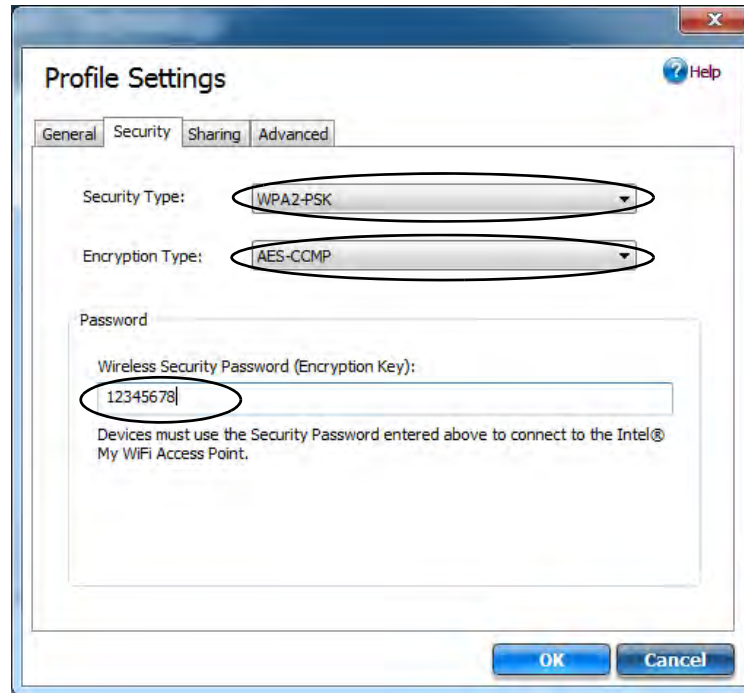 Profile Settings
Help
General Security Sharing Advanced
Security Type: WPA2-PSK
Encryption Type: AES-CCMP
Password
Wireless Security Password (Encryption Key):
12345678
Devices must use the Security Password entered above to connect to the Intel®
My WiFi Access Point.
OK Cancel